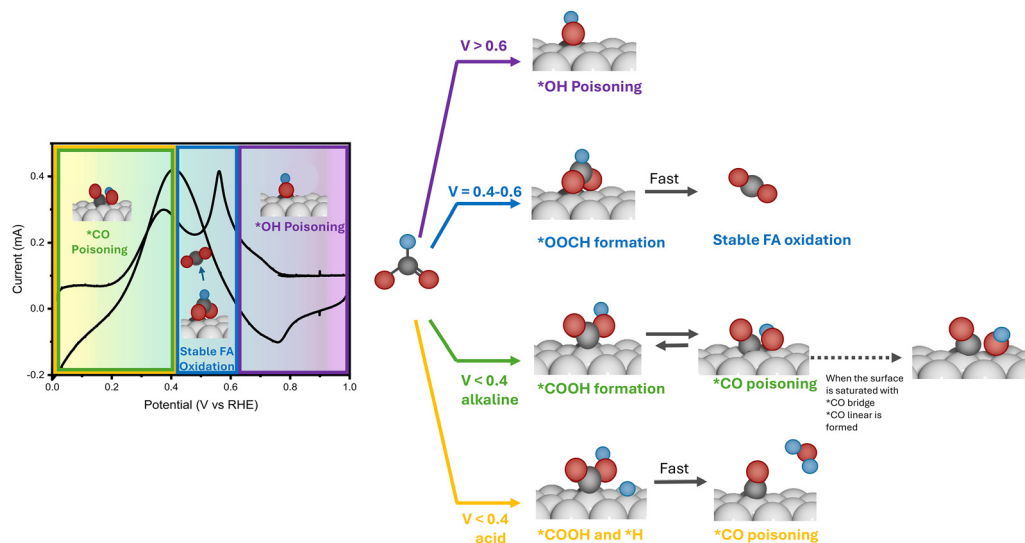 V > 0.6
*OH Poisoning
V = 0.4-0.6
Fast
*OOCH formation
Stable FA oxidation
Current (mA)
0.4
0.2
0.0
-0.2
*CO
Poisoning
*OH Poisoning
Stable FA
Oxidation
0.0
0.2
0.4
0.6
0.8
1.0
Potential (V vs RHE)
V < 0.4
alkaline
*COOH formation
*CO poisoning
When the surface
is saturated with
*CO bridge
*CO linear is
formed
V < 0.4
acid
Fast
*COOH and *H
*CO poisoning